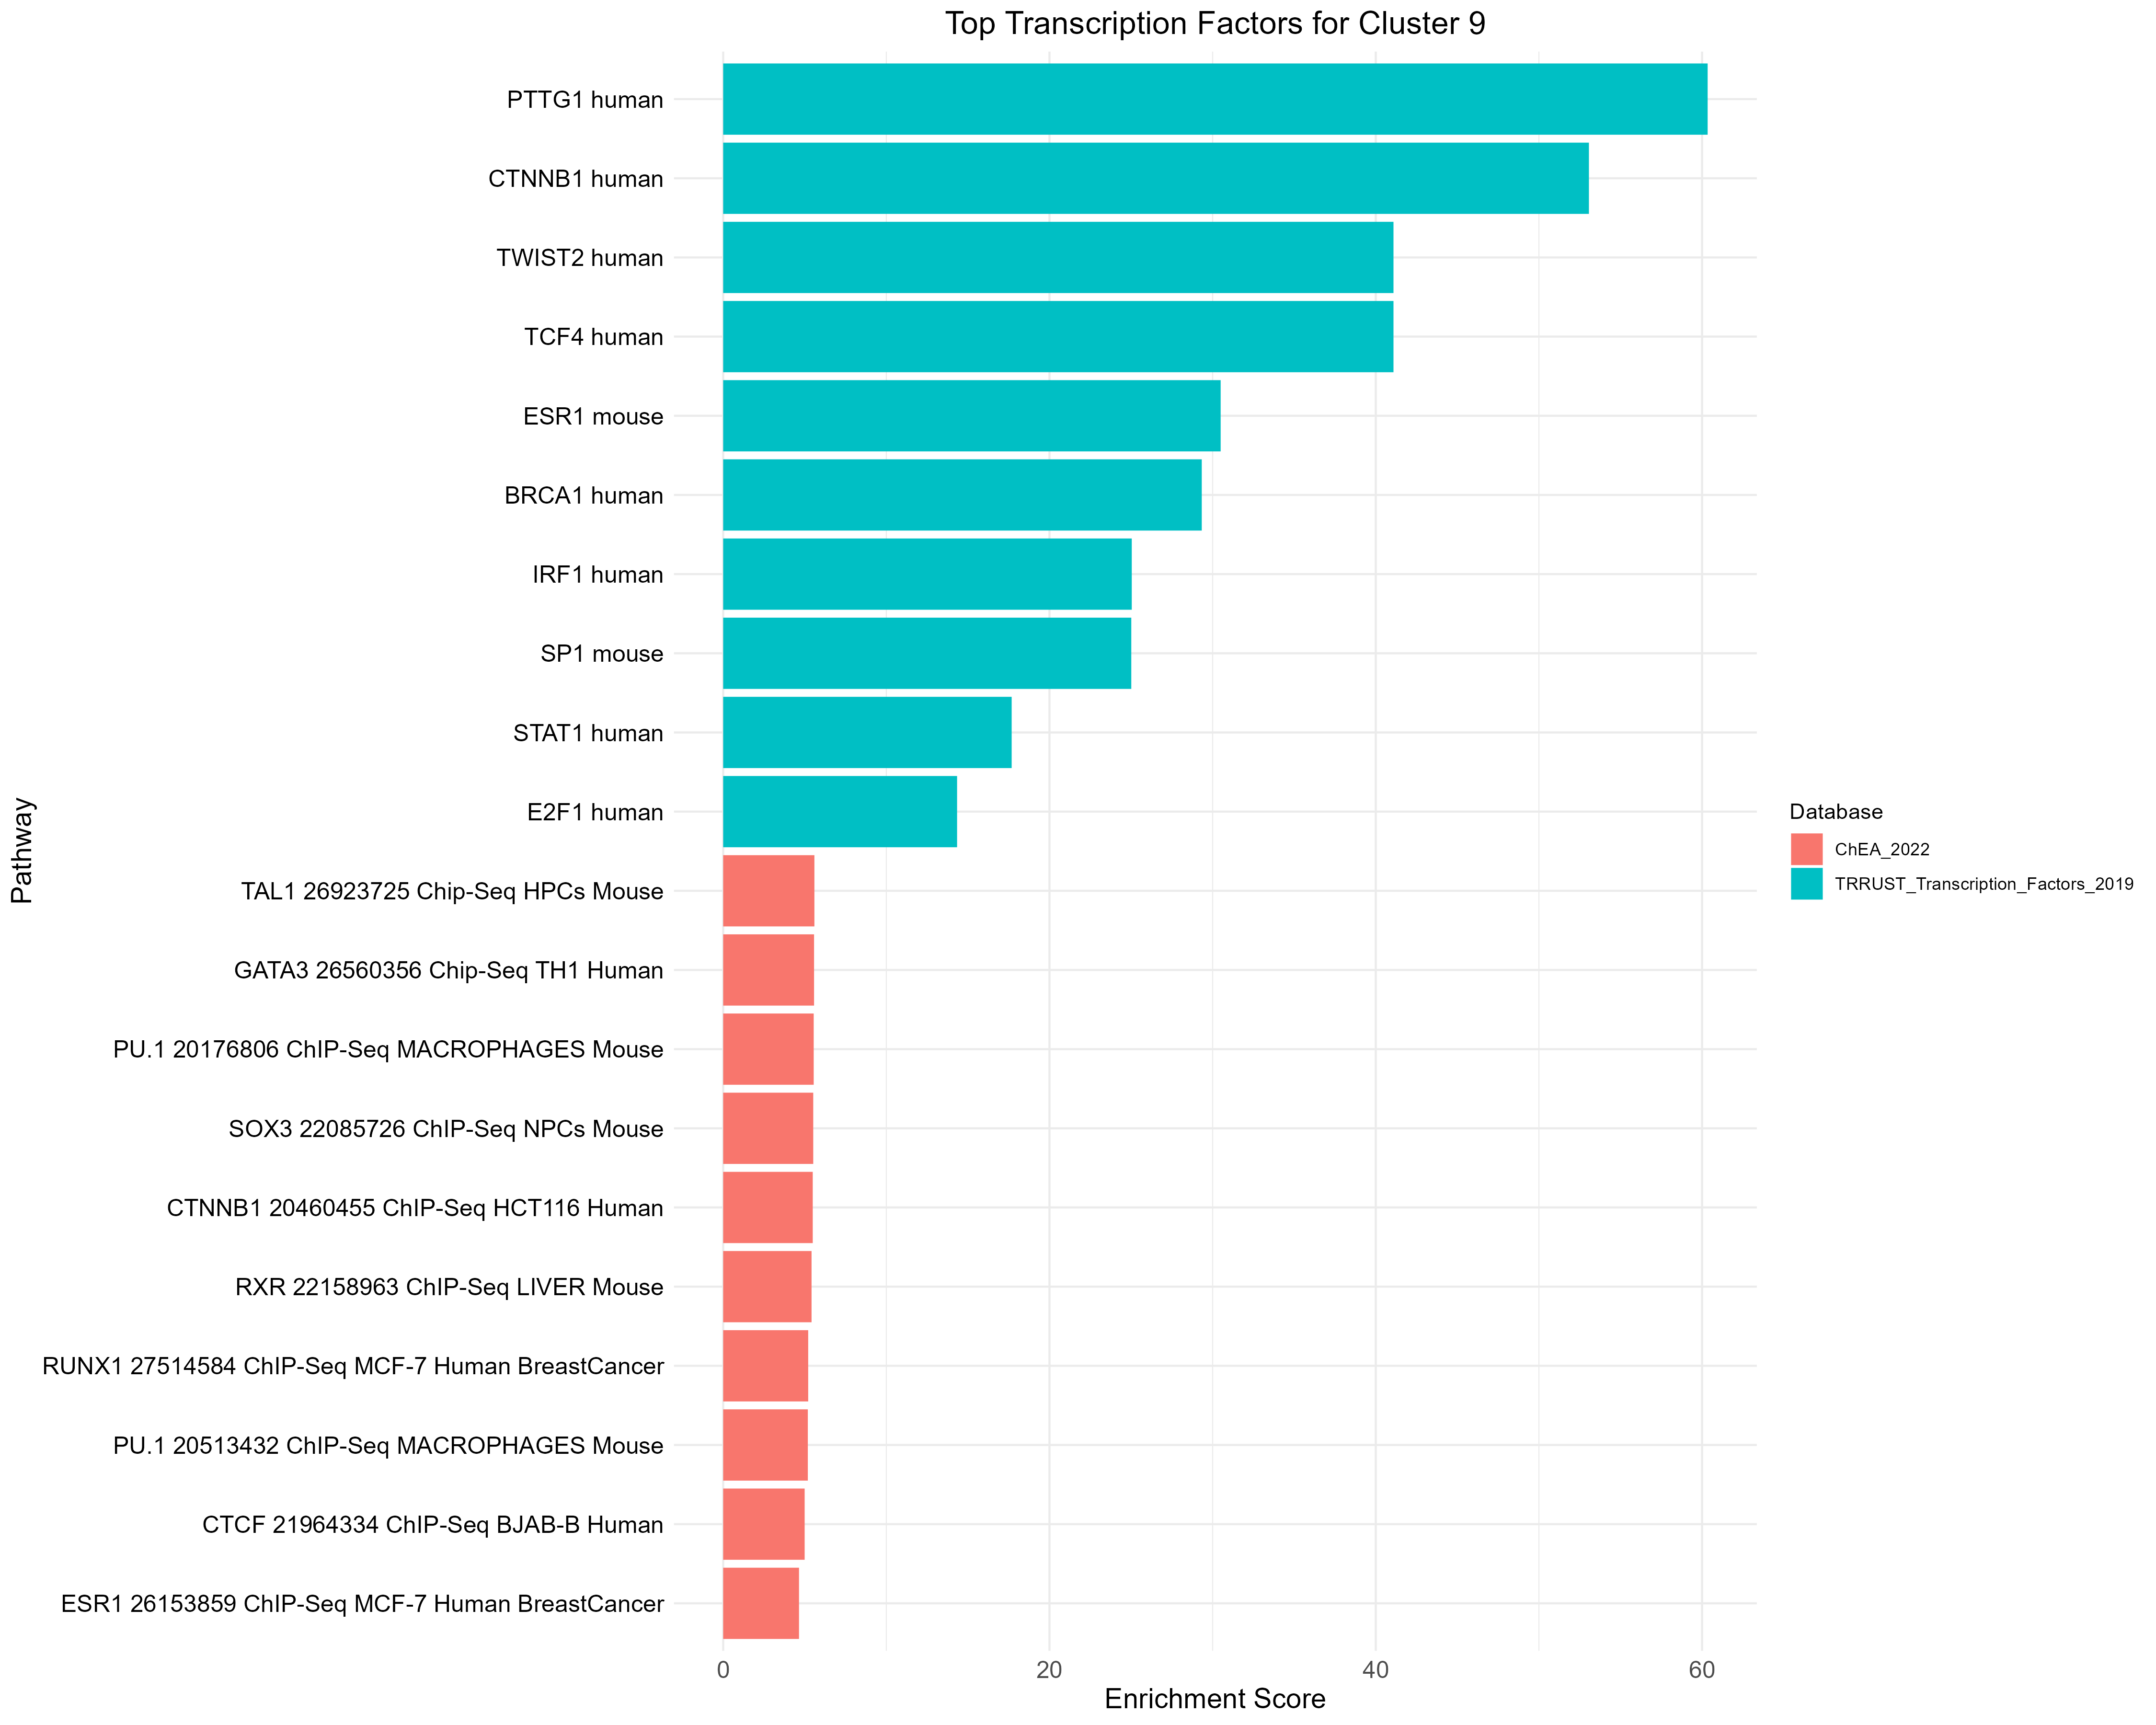 Top Transcription Factors for Cluster 9
PTTG1 human
CTNNB1 human
TWIST2 human
TCF4 human
ESR1 mouse
BRCA1 human
IRF1 human
SP1 mouse
STAT1 human
E2F1 human
TAL1 26923725 Chip-Seq HPCs Mouse
GATA3 26560356 Chip-Seq TH1 Human
PU.1 20176806 ChIP-Seq MACROPHAGES Mouse
SOX3 22085726 ChIP-Seq NPCs Mouse
CTNNB1 20460455 ChIP-Seq HCT116 Human
RXR 22158963 ChIP-Seq LIVER Mouse
RUNX1 27514584 ChIP-Seq MCF-7 Human BreastCancer
PU.1 20513432 ChIP-Seq MACROPHAGES Mouse
CTCF 21964334 ChIP-Seq BJAB-B Human
ESR1 26153859 ChIP-Seq MCF-7 Human BreastCancer
Pathway
0 20 40 60
Enrichment Score
Database
ChEA_2022
TRRUST_Transcription_Factors_2019